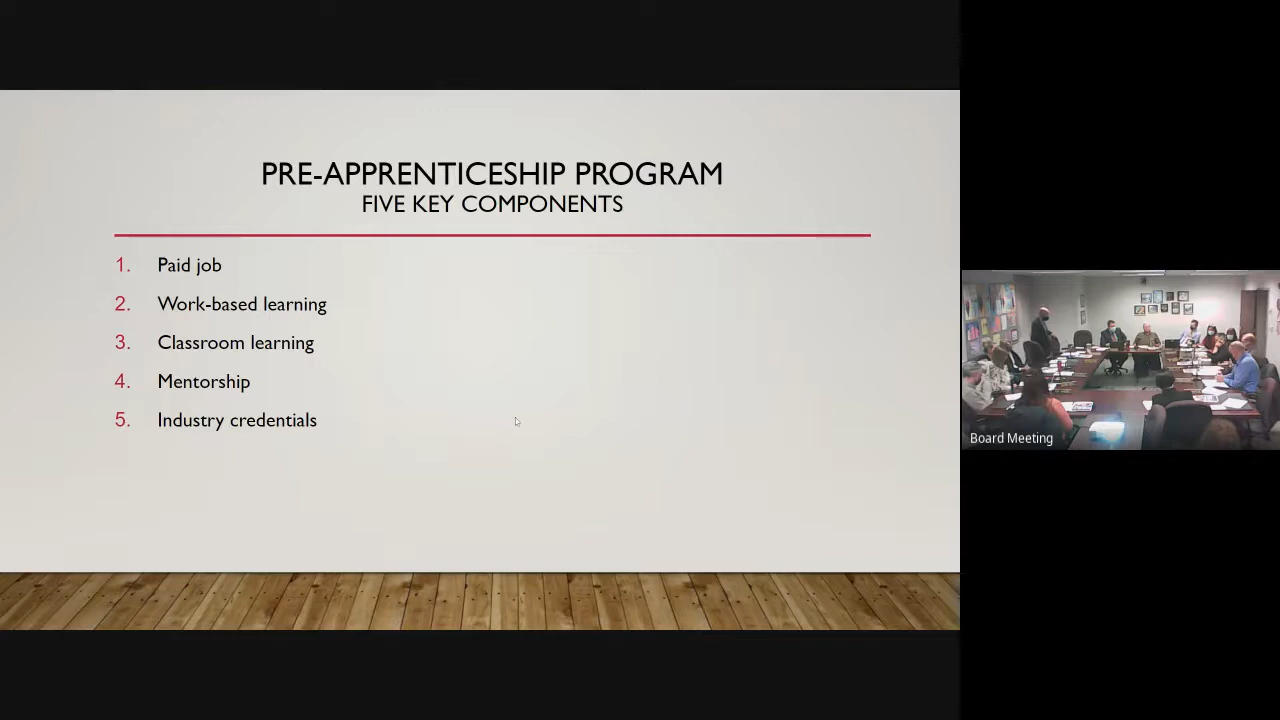 PRE-APPRENTICESHIP PROGRAM
FIVE KEY COMPONENTS
1. Paid job
2. Work-based learning
3. Classroom learning
4. Mentorship
5. Industry credentials
Board Meeting